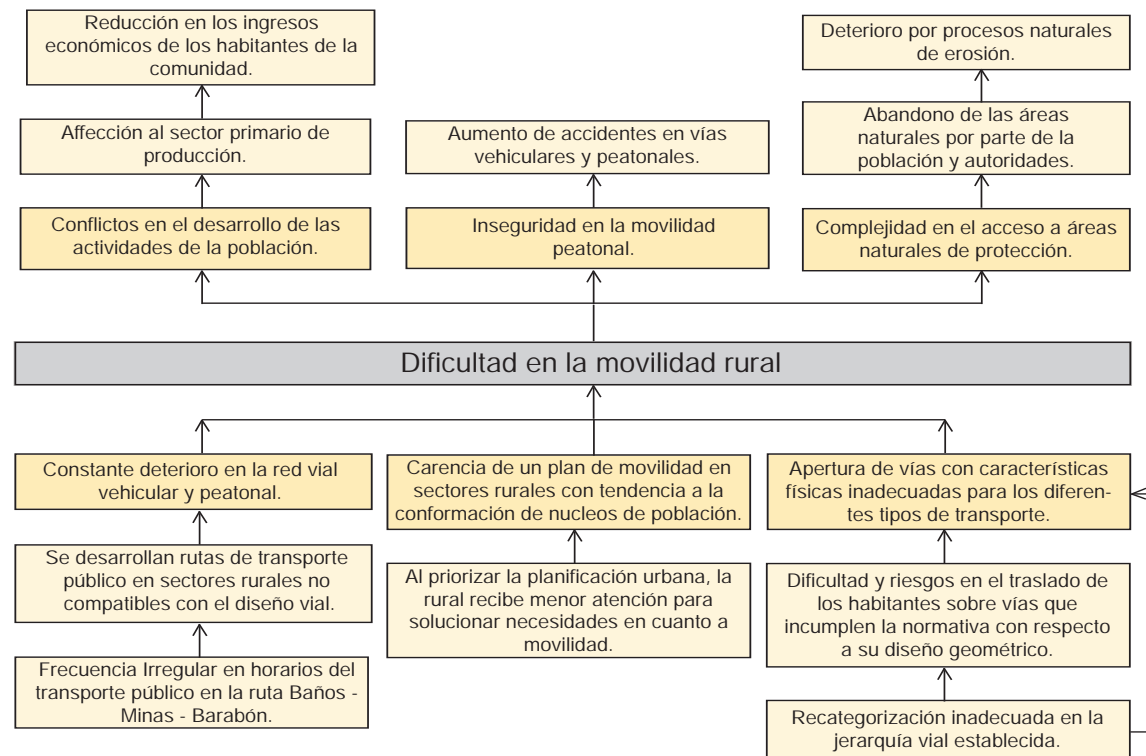 Reducción en los ingresos
económicos de los habitantes de la
comunidad.
Deterioro por procesos naturales
de erosión.
Affección al sector primario de
producción.
Aumento de accidentes en vías
vehiculares y peatonales.
Abandono de las áreas
naturales por parte de la
población y autoridades.
Conflictos en el desarrollo de las
actividades de la población.
Inseguridad en la movilidad
peatonal.
Complejidad en el acceso a áreas
naturales de protección.
Dificultad en la movilidad rural
Constante deterioro en la red vial
vehicular y peatonal.
Carencia de un plan de movilidad en
sectores rurales con tendencia a la
conformación de nucleos de población.
Apertura de vías con características
físicas inadecuadas para los diferen-
tes tipos de transporte.
Se desarrollan rutas de transporte
público en sectores rurales no
compatibles con el diseño vial.
Al priorizar la planificación urbana, la
rural recibe menor atención para
solucionar necesidades en cuanto a
movilidad.
Dificultad y riesgos en el traslado de
los habitantes sobre vías que
incumplen la normativa con respecto
a su diseño geométrico.
Frecuencia Irregular en horarios del
transporte público en la ruta Baños -
Minas - Barabón.
Recategorización inadecuada en la
jerarquía vial establecida.